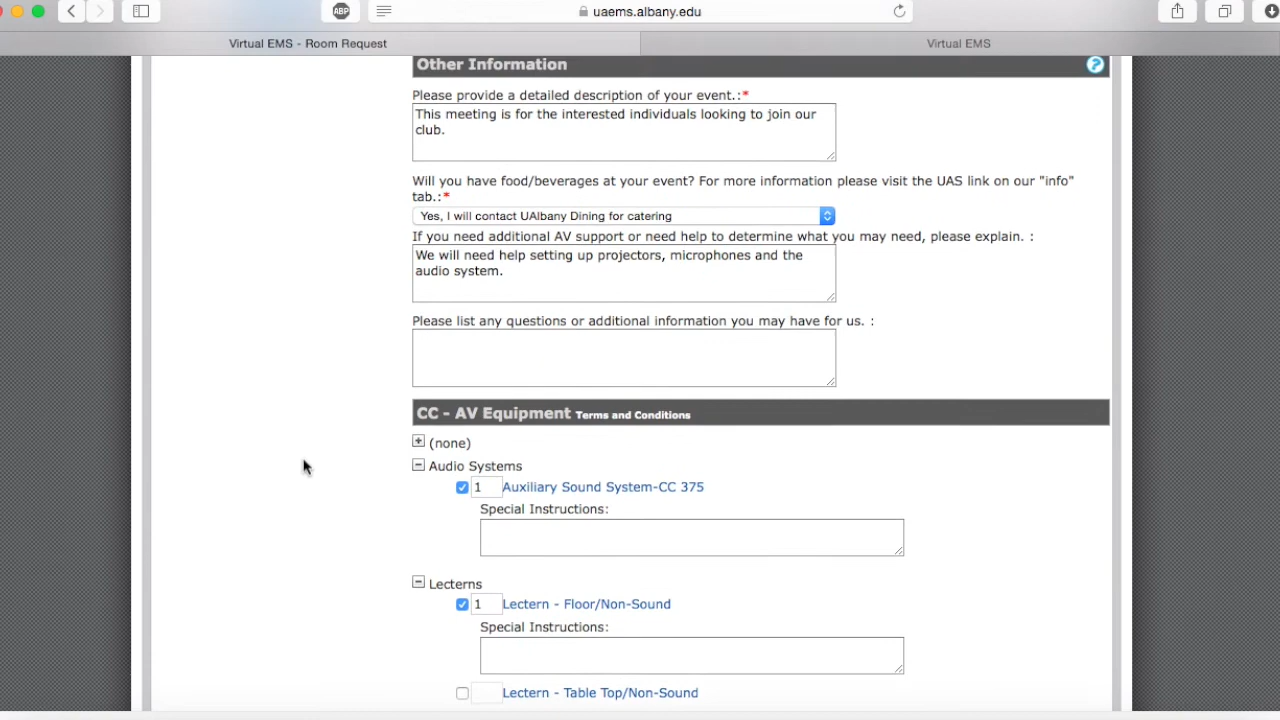 ABP
uaems.albany.edu
Virtual EMS - Room Request
Virtual EMS
Other Information
?
Please provide a detailed description of your event.:*
This meeting is for the interested individuals looking to join our
club.
Will you have food/beverages at your event? For more information please visit the UAS link on our "info"
tab.:*
Yes, I will contact UAlbany Dining for catering
If you need additional AV support or need help to determine what you may need, please explain. :
We will need help setting up projectors, microphones and the
audio system.
Please list any questions or additional information you may have for us. :
CC - AV Equipment Terms and Conditions
(none)
Audio Systems
1 Auxiliary Sound System-CC 375
Special Instructions:
Lecterns
1 Lectern - Floor/Non-Sound
Special Instructions:
Lectern - Table Top/Non-Sound